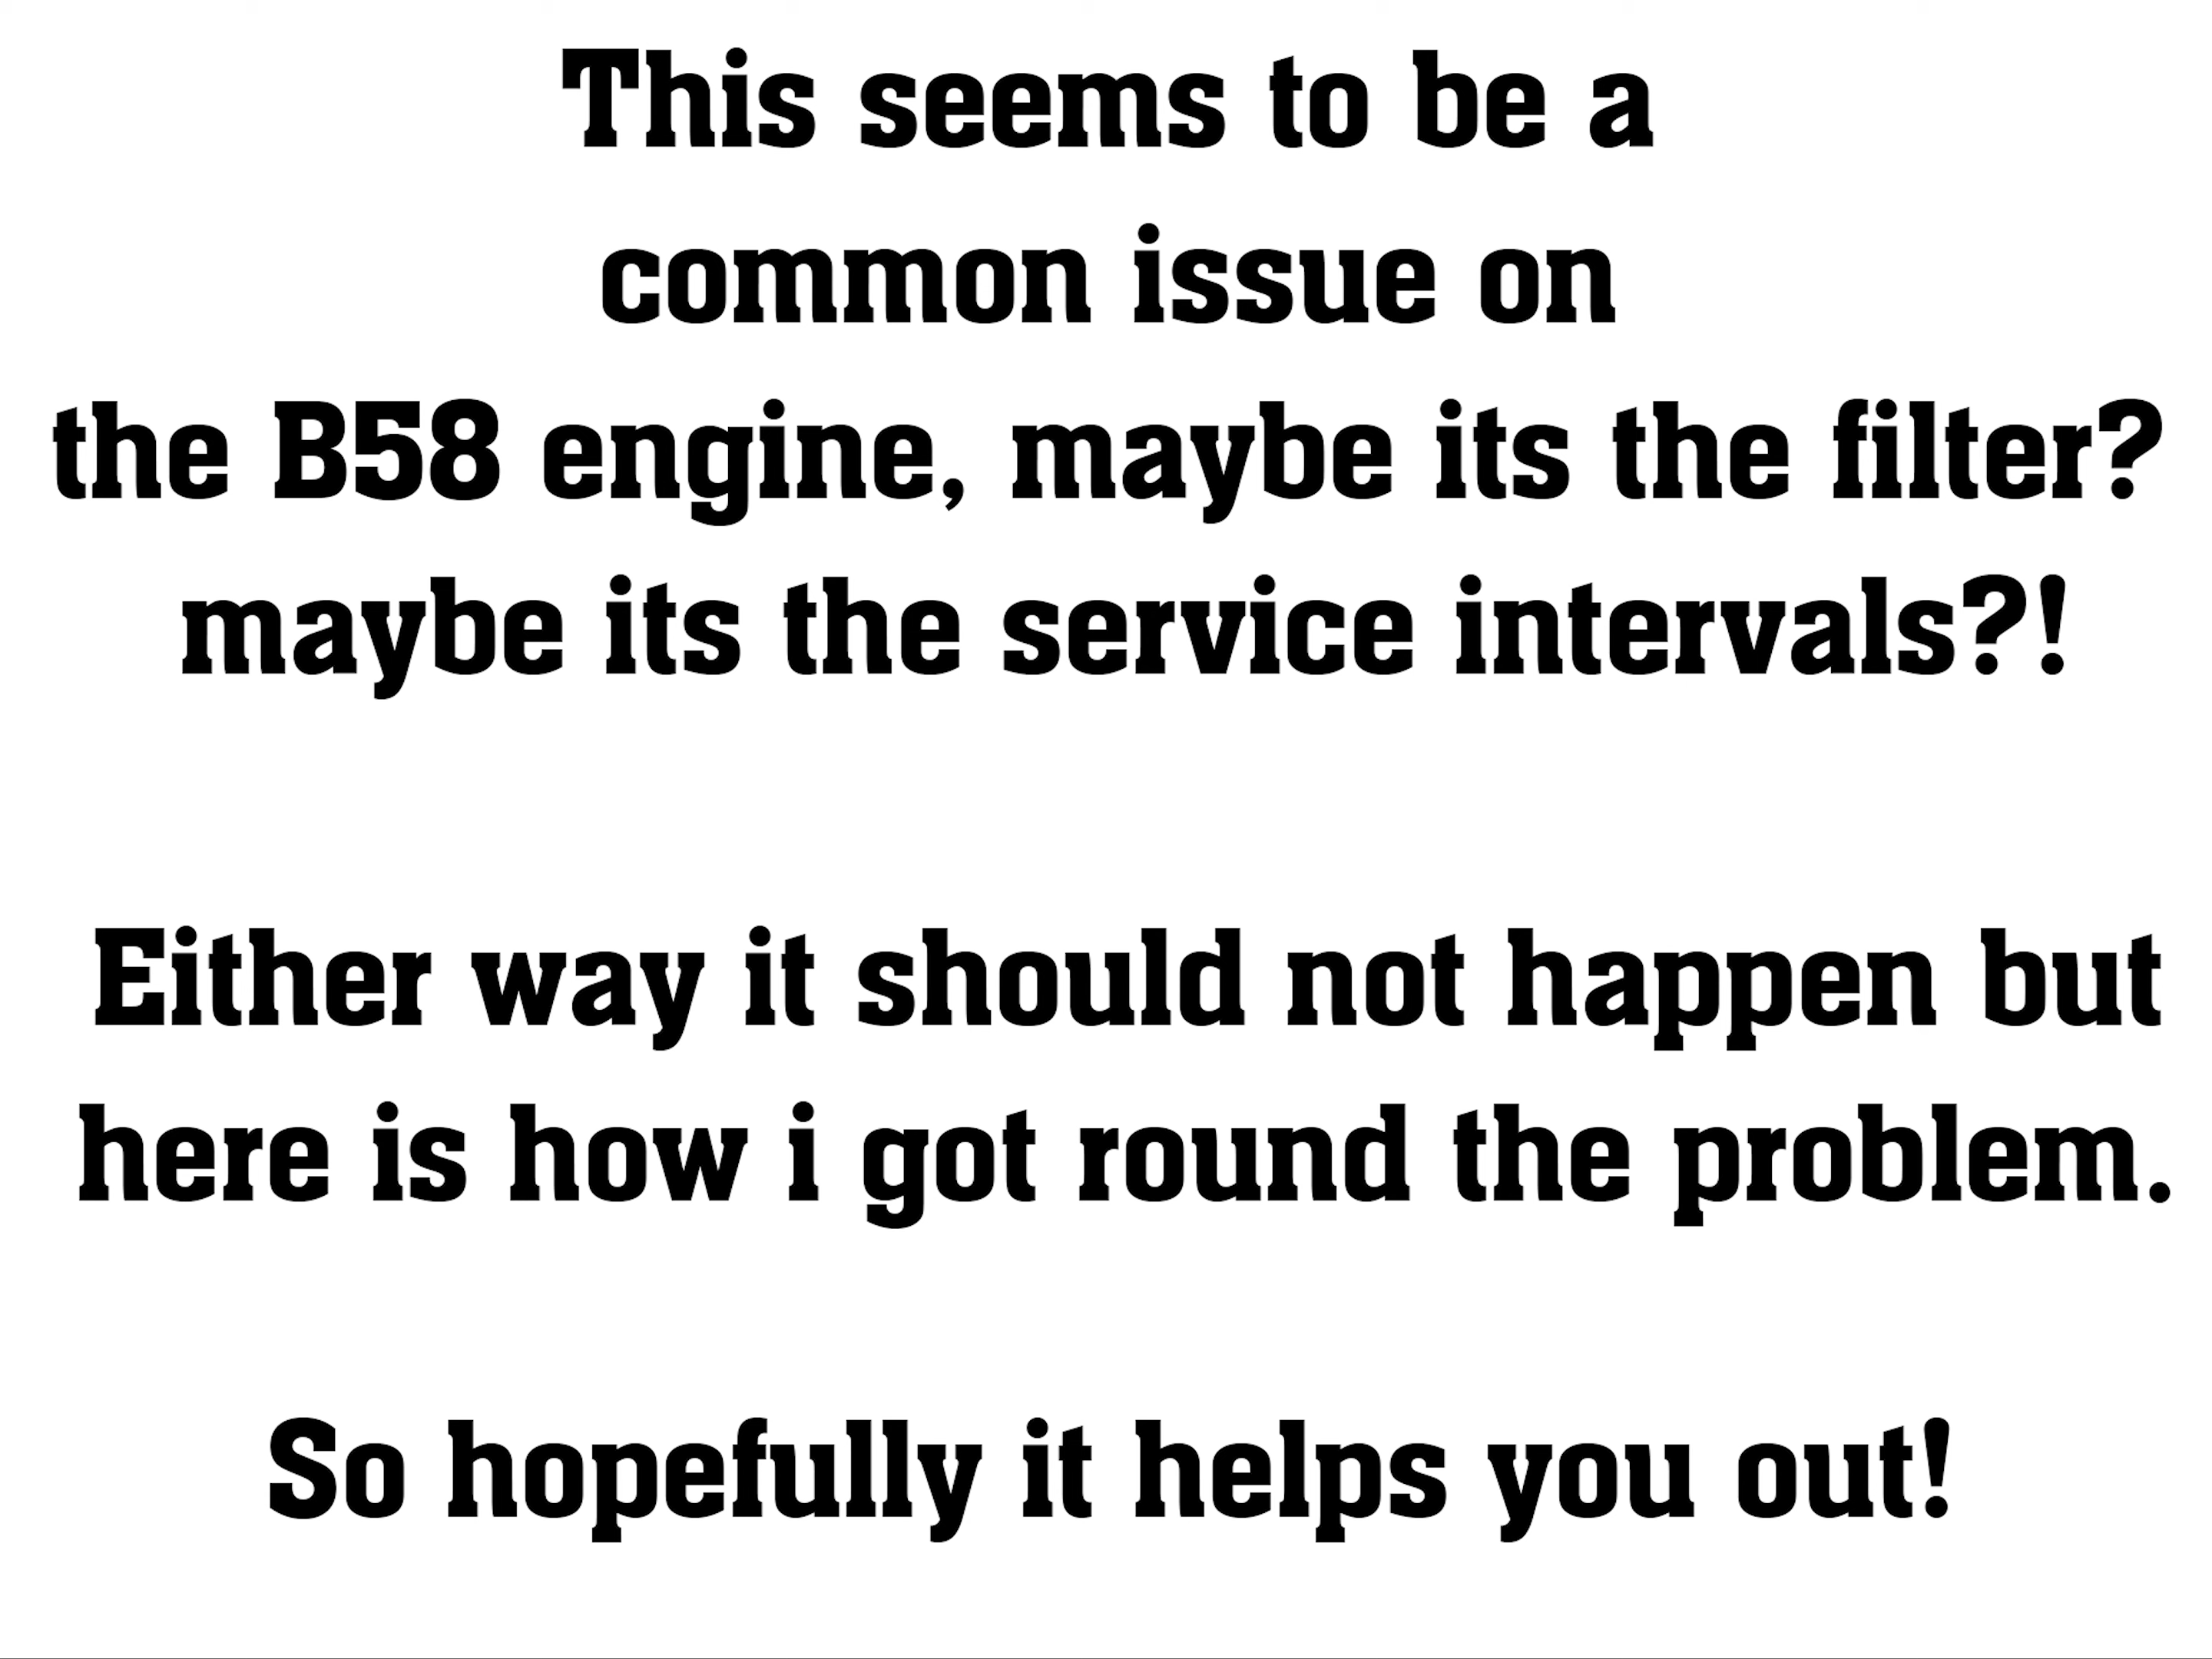 This seems to be a
common issue on
the B58 engine, maybe its the filter?
maybe its the service intervals?!
Either way it should not happen but
here is how i got round the problem.
So hopefully it helps you out!